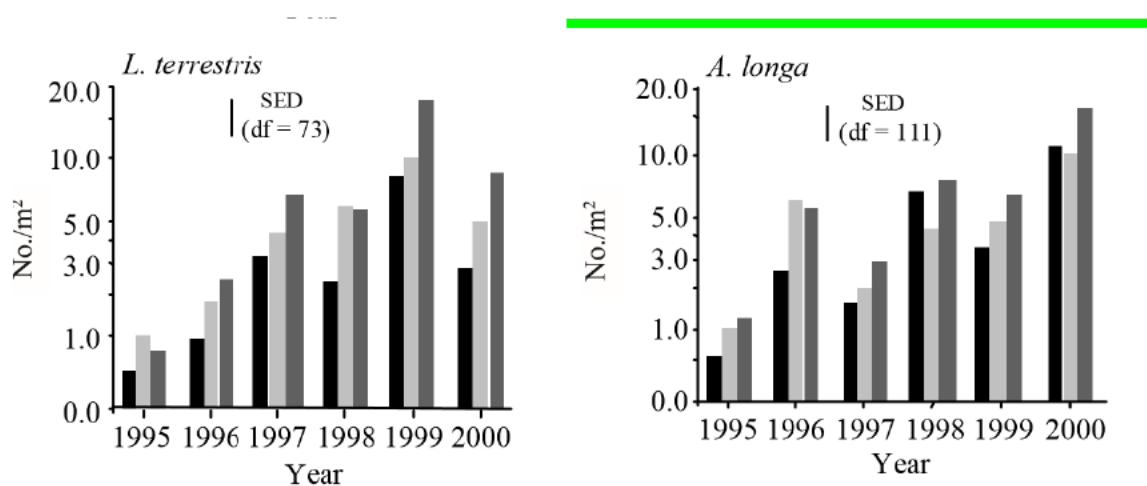 L. terrestris
SED
(df = 73)
20.0
10.0
5.0
3.0
1.0
0.0
No./m²
1995 1996 1997 1998 1999 2000
Year
A. longa
SED
(df = 111)
20.0
10.0
5.0
3.0
1.0
0.0
No./m²
1995 1996 1997 1998 1999 2000
Year